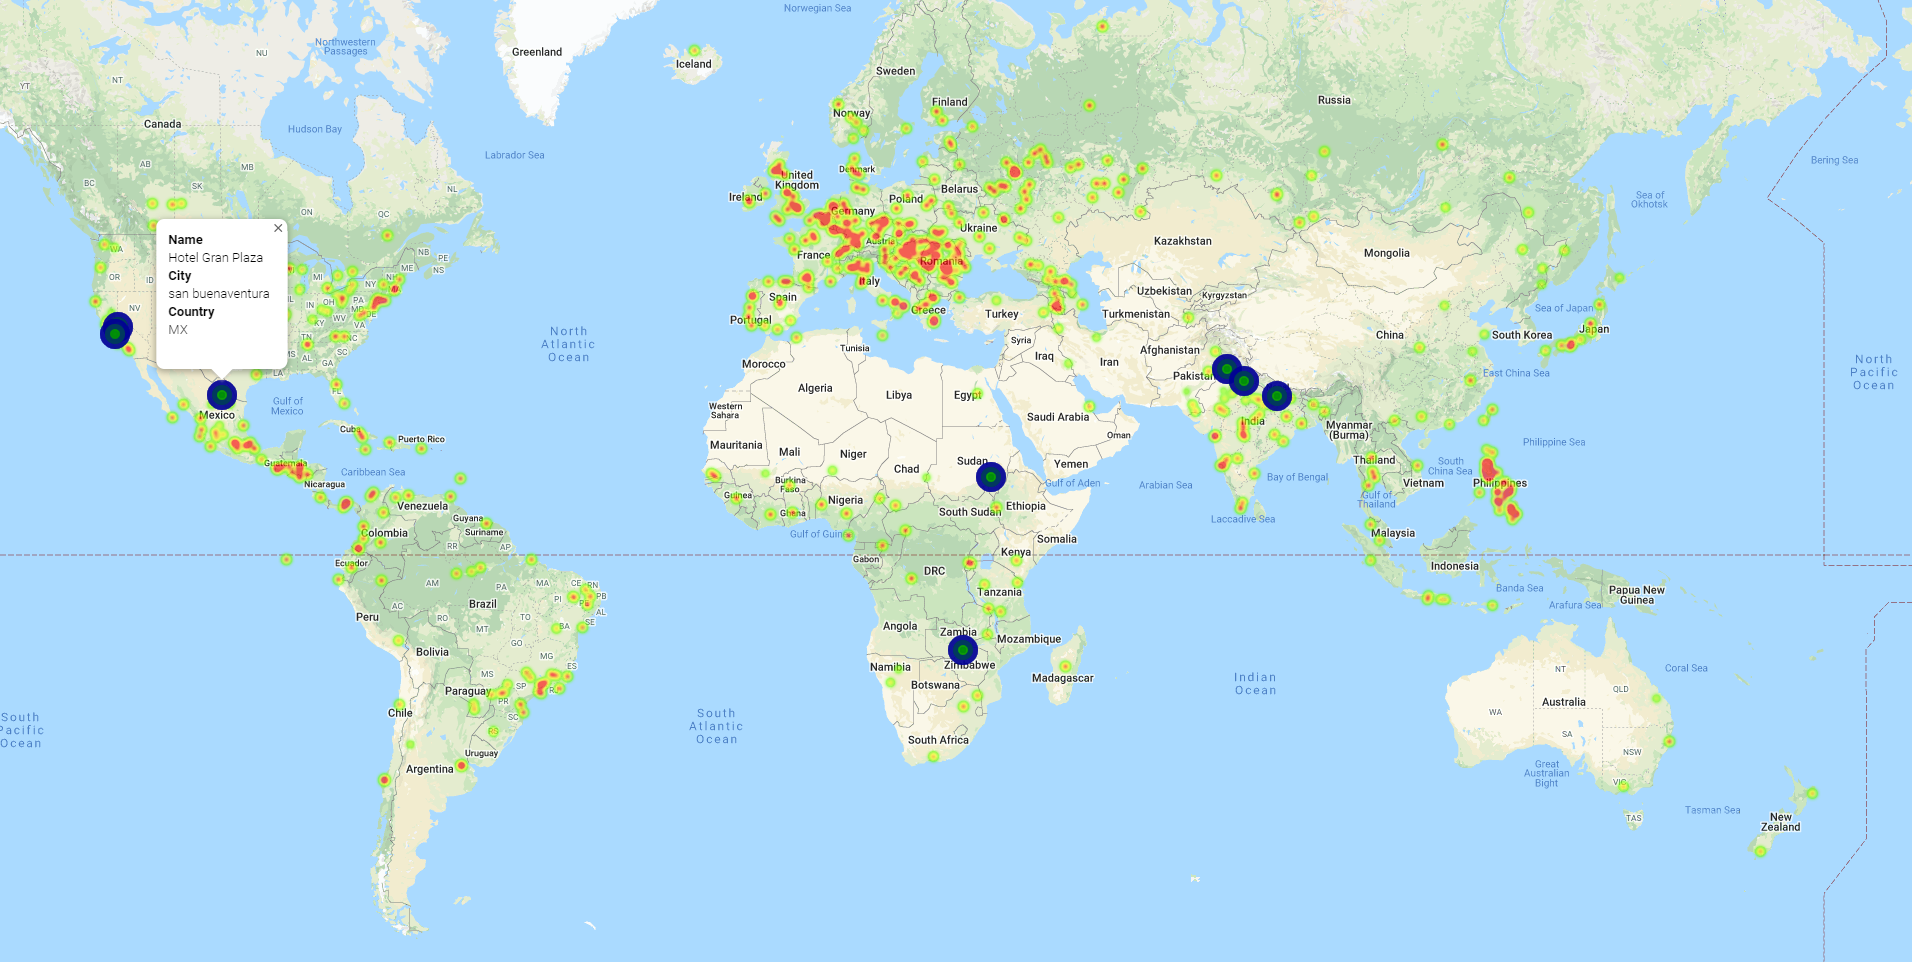 Norwegian Sea
Greenland
Northwestern
Passages
NU
Iceland
Sweden
NT
YT
Finland
Russia
Norway
Canada
Hudson Bay
Labrador Sea
Bering Sea
AB
MB
BC
SK
NL
Denmark
United
Kingdom
Ireland
Belarus
Poland
Sea of
Okhotsk
ON
QC
Germany
Ukraine
Austria
Kazakhstan
Mongolia
WA
NB
PE
NS
ME
France
Romania
OR
ID
MI
NY
Italy
Uzbekistan
Kyrgyzstan
NV
IN
OH
PA
MD
DE
Spain
Greece
Turkey
Turkmenistan
Sea of Japan
KY
WV
VA
Portugal
China
South Korea
Japan
North
Atlantic
Ocean
NC
MS
AL
GA
SC
Tunisia
Syria
Iraq
Iran
Afghanistan
Morocco
Pakistan
East China Sea
North
Pacific
Ocean
LA
FL
Algeria
Libya
Egypt
Gulf of
Mexico
Western
Sahara
Saudi Arabia
Mexico
Cuba
Puerto Rico
Oman
India
Myanmar
(Burma)
Philippine Sea
Mauritania
Mali
Niger
Chad
Sudan
Yemen
Guatemala
Caribbean Sea
Thailand
South
China Sea
Nicaragua
Burkina
Faso
Gulf of Aden
Arabian Sea
Bay of Bengal
Vietnam
Philippines
Guinea
Nigeria
Gulf of
Thailand
Venezuela
Ghana
South Sudan
Ethiopia
Laccadive Sea
Guyana
Colombia
Suriname
Gulf of Guin
Malaysia
RR
AP
Somalia
Ecuador
Gabon
Kenya
DRC
Indonesia
AM
PA
MA
CE
RN
PB
Tanzania
Banda Sea
Papua New
Guinea
AC
Brazil
PI
AL
Arafura Sea
Peru
RO
TO
BA
SE
MT
Angola
Zambia
Mozambique
Bolivia
GO
MG
ES
Namibia
Zimbabwe
NT
Coral Sea
MS
SP
Botswana
Madagascar
Indian
Ocean
QLD
Paraguay
PR
RJ
Australia
Chile
SC
WA
South
Pacific
Ocean
South
Atlantic
Ocean
RS
SA
South Africa
NSW
Uruguay
Argentina
Great
Australian
Bight
VIC
Tasman Sea
TAS
New
Zealand
Name
Hotel Gran Plaza
City
san buenaventura
Country
MX